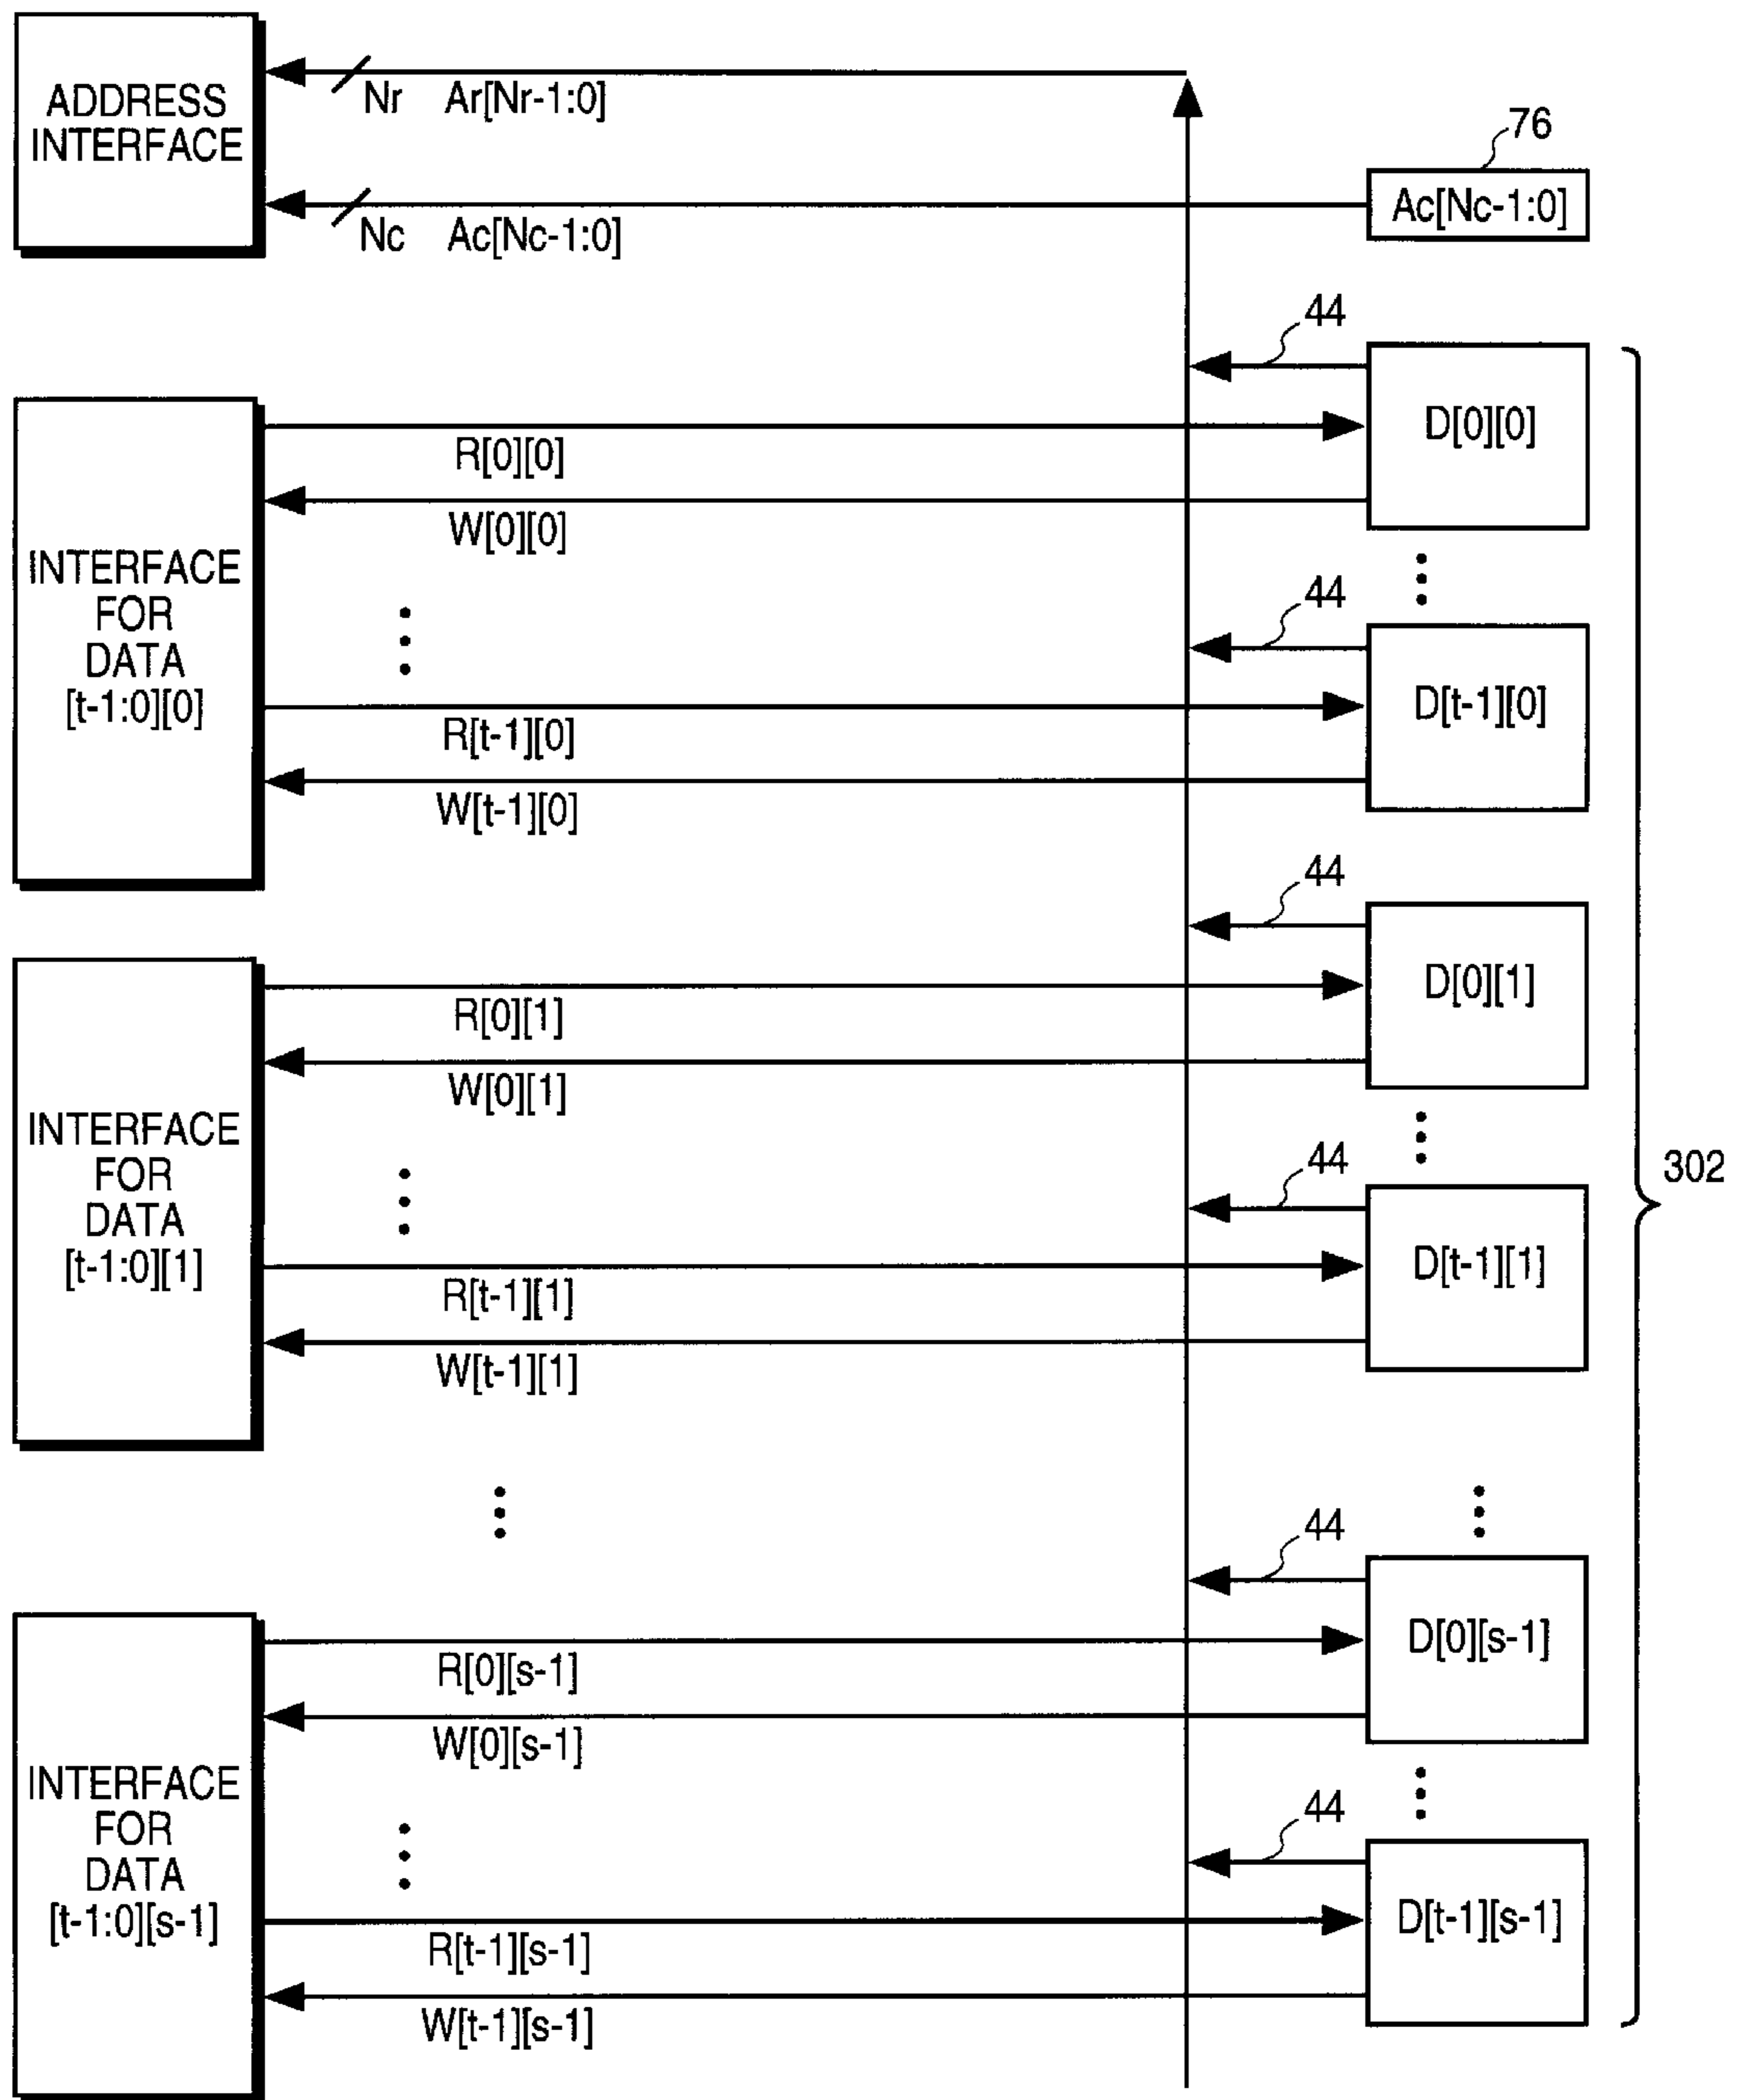 ADDRESS
INTERFACE
Nr Ar[Nr-1:0]
Nc Ac[Nc-1:0]
76
Ac[Nc-1:0]
44
D[0][0]
R[0][0]
W[0][0]
INTERFACE
FOR
DATA
[t-1:0][0]
44
D[t-1][0]
R[t-1][0]
W[t-1][0]
44
D[0][1]
R[0][1]
W[0][1]
INTERFACE
FOR
DATA
[t-1:0][1]
44
D[t-1][1]
R[t-1][1]
W[t-1][1]
302
44
D[0][s-1]
R[0][s-1]
W[0][s-1]
INTERFACE
FOR
DATA
[t-1:0][s-1]
44
D[t-1][s-1]
R[t-1][s-1]
W[t-1][s-1]